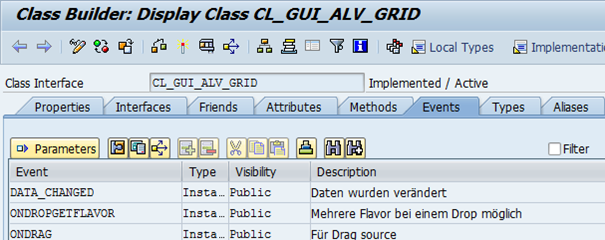 Class Builder: Display Class CL_GUI_ALV_GRID
Local Types
Implementatio
Class Interface CL_GUI_ALV_GRID Implemented / Active
Properties Interfaces Friends Attributes Methods Events Types Aliases
Parameters Filter
Event Type Visibility Description
DATA_CHANGED Insta… Public Daten wurden verändert
ONDROPGETFLAVOR Insta… Public Mehrere Flavor bei einem Drop möglich
ONDRAG Insta… Public Für Drag source